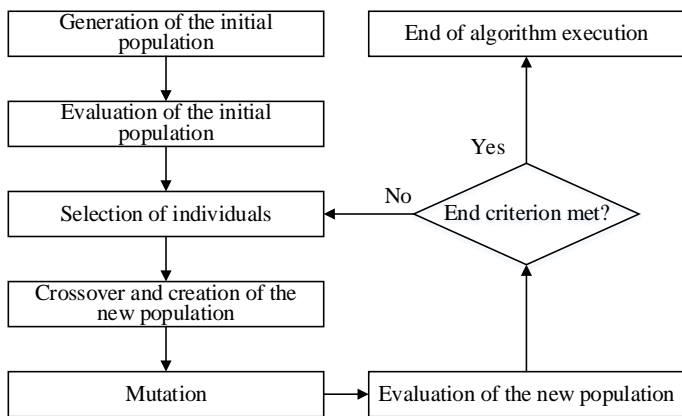 Generation of the initial
population
Evaluation of the initial
population
Selection of individuals
Crossover and creation of the
new population
Mutation
End of algorithm execution
Yes
No
End criterion met?
Evaluation of the new population